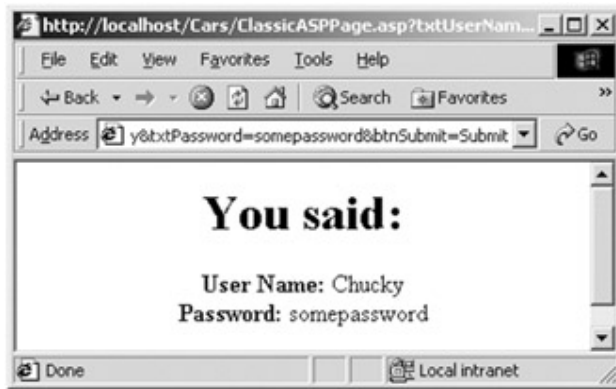 http://localhost/Cars/ClassicASPPage.asp?txtUserNam...
File Edit View Favorites Tools Help
Back Search Favorites »
Address y&txtPassword=somepassword&btnSubmit=Submit Go
You said:
User Name: Chucky
Password: somepassword
Done Local intranet